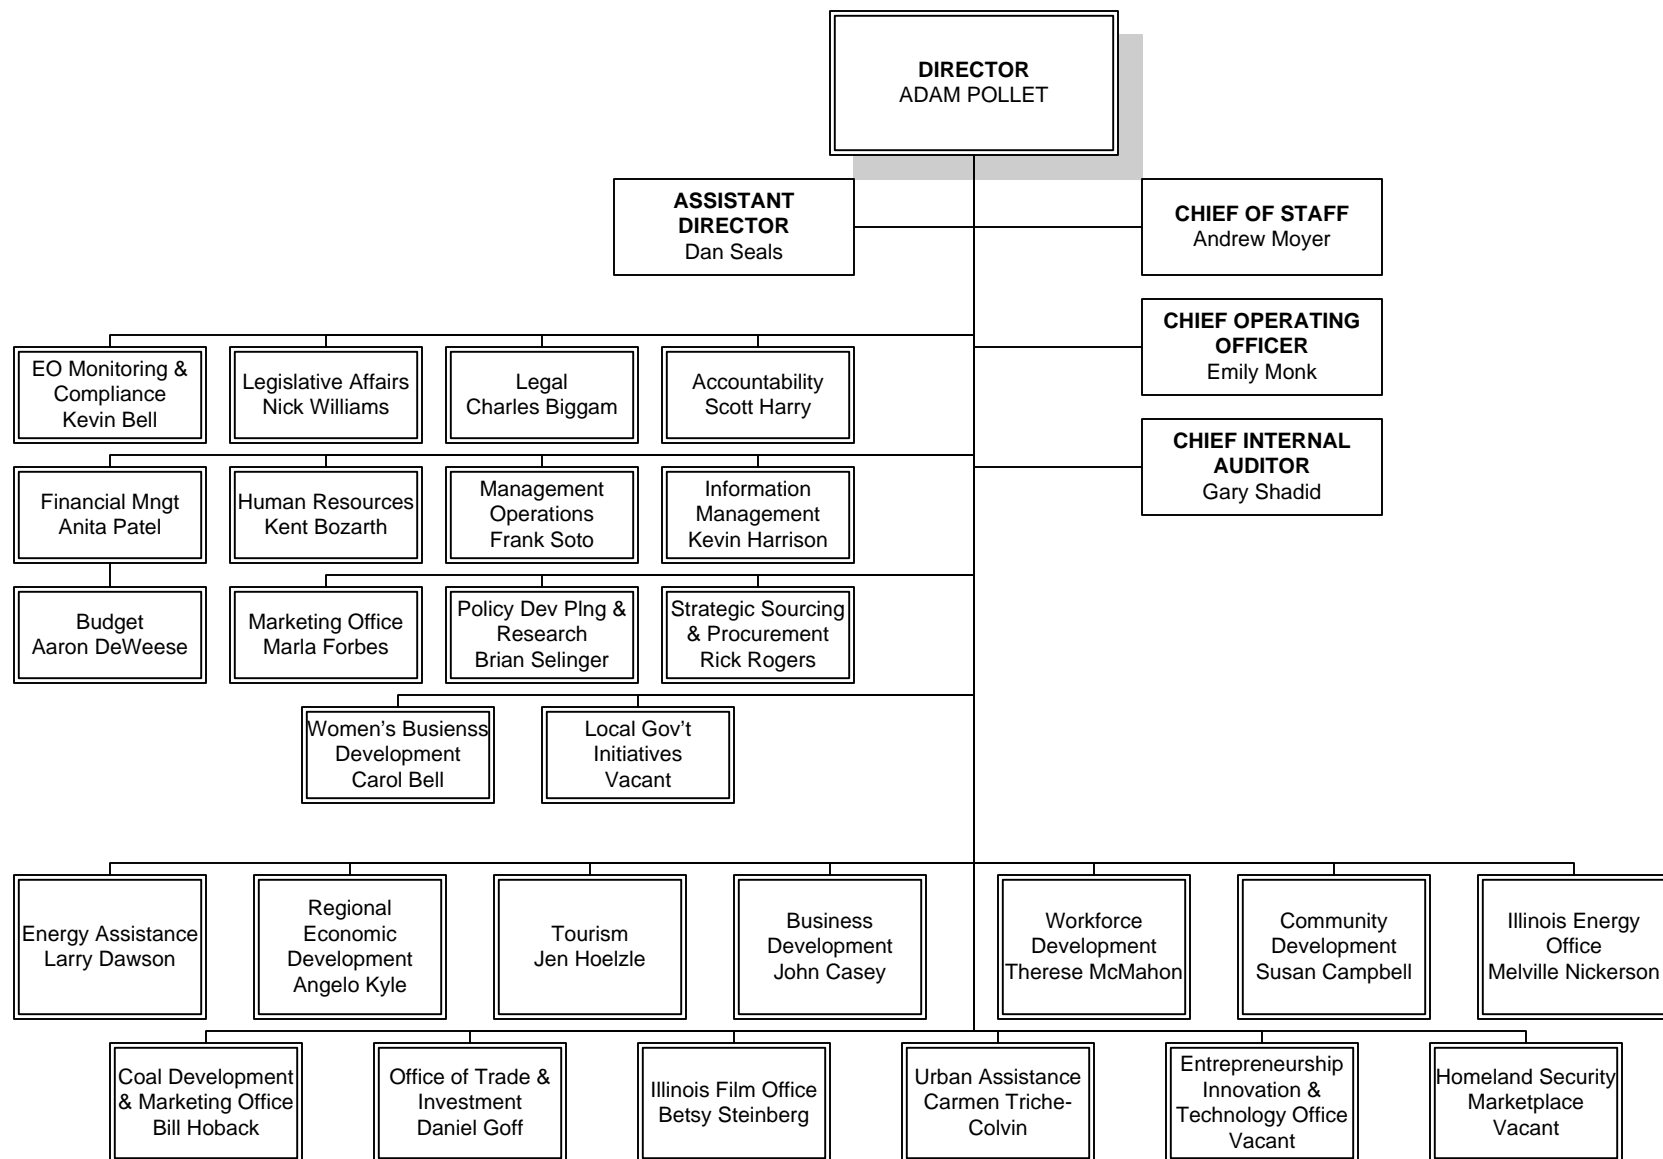 DIRECTOR
ADAM POLLET
ASSISTANT
DIRECTOR
Dan Seals
CHIEF OF STAFF
Andrew Moyer
CHIEF OPERATING
OFFICER
Emily Monk
CHIEF INTERNAL
AUDITOR
Gary Shadid
EO Monitoring &
Compliance
Kevin Bell
Legislative Affairs
Nick Williams
Legal
Charles Biggam
Accountability
Scott Harry
Financial Mngt
Anita Patel
Human Resources
Kent Bozarth
Management
Operations
Frank Soto
Information
Management
Kevin Harrison
Budget
Aaron DeWeese
Marketing Office
Marla Forbes
Policy Dev Plng &
Research
Brian Selinger
Strategic Sourcing
& Procurement
Rick Rogers
Women's Busienss
Development
Carol Bell
Local Gov't
Initiatives
Vacant
Energy Assistance
Larry Dawson
Regional
Economic
Development
Angelo Kyle
Tourism
Jen Hoelzle
Business
Development
John Casey
Workforce
Development
Therese McMahon
Community
Development
Susan Campbell
Illinois Energy
Office
Melville Nickerson
Coal Development
& Marketing Office
Bill Hoback
Office of Trade &
Investment
Daniel Goff
Illinois Film Office
Betsy Steinberg
Urban Assistance
Carmen Triche-
Colvin
Entrepreneurship
Innovation &
Technology Office
Vacant
Homeland Security
Marketplace
Vacant